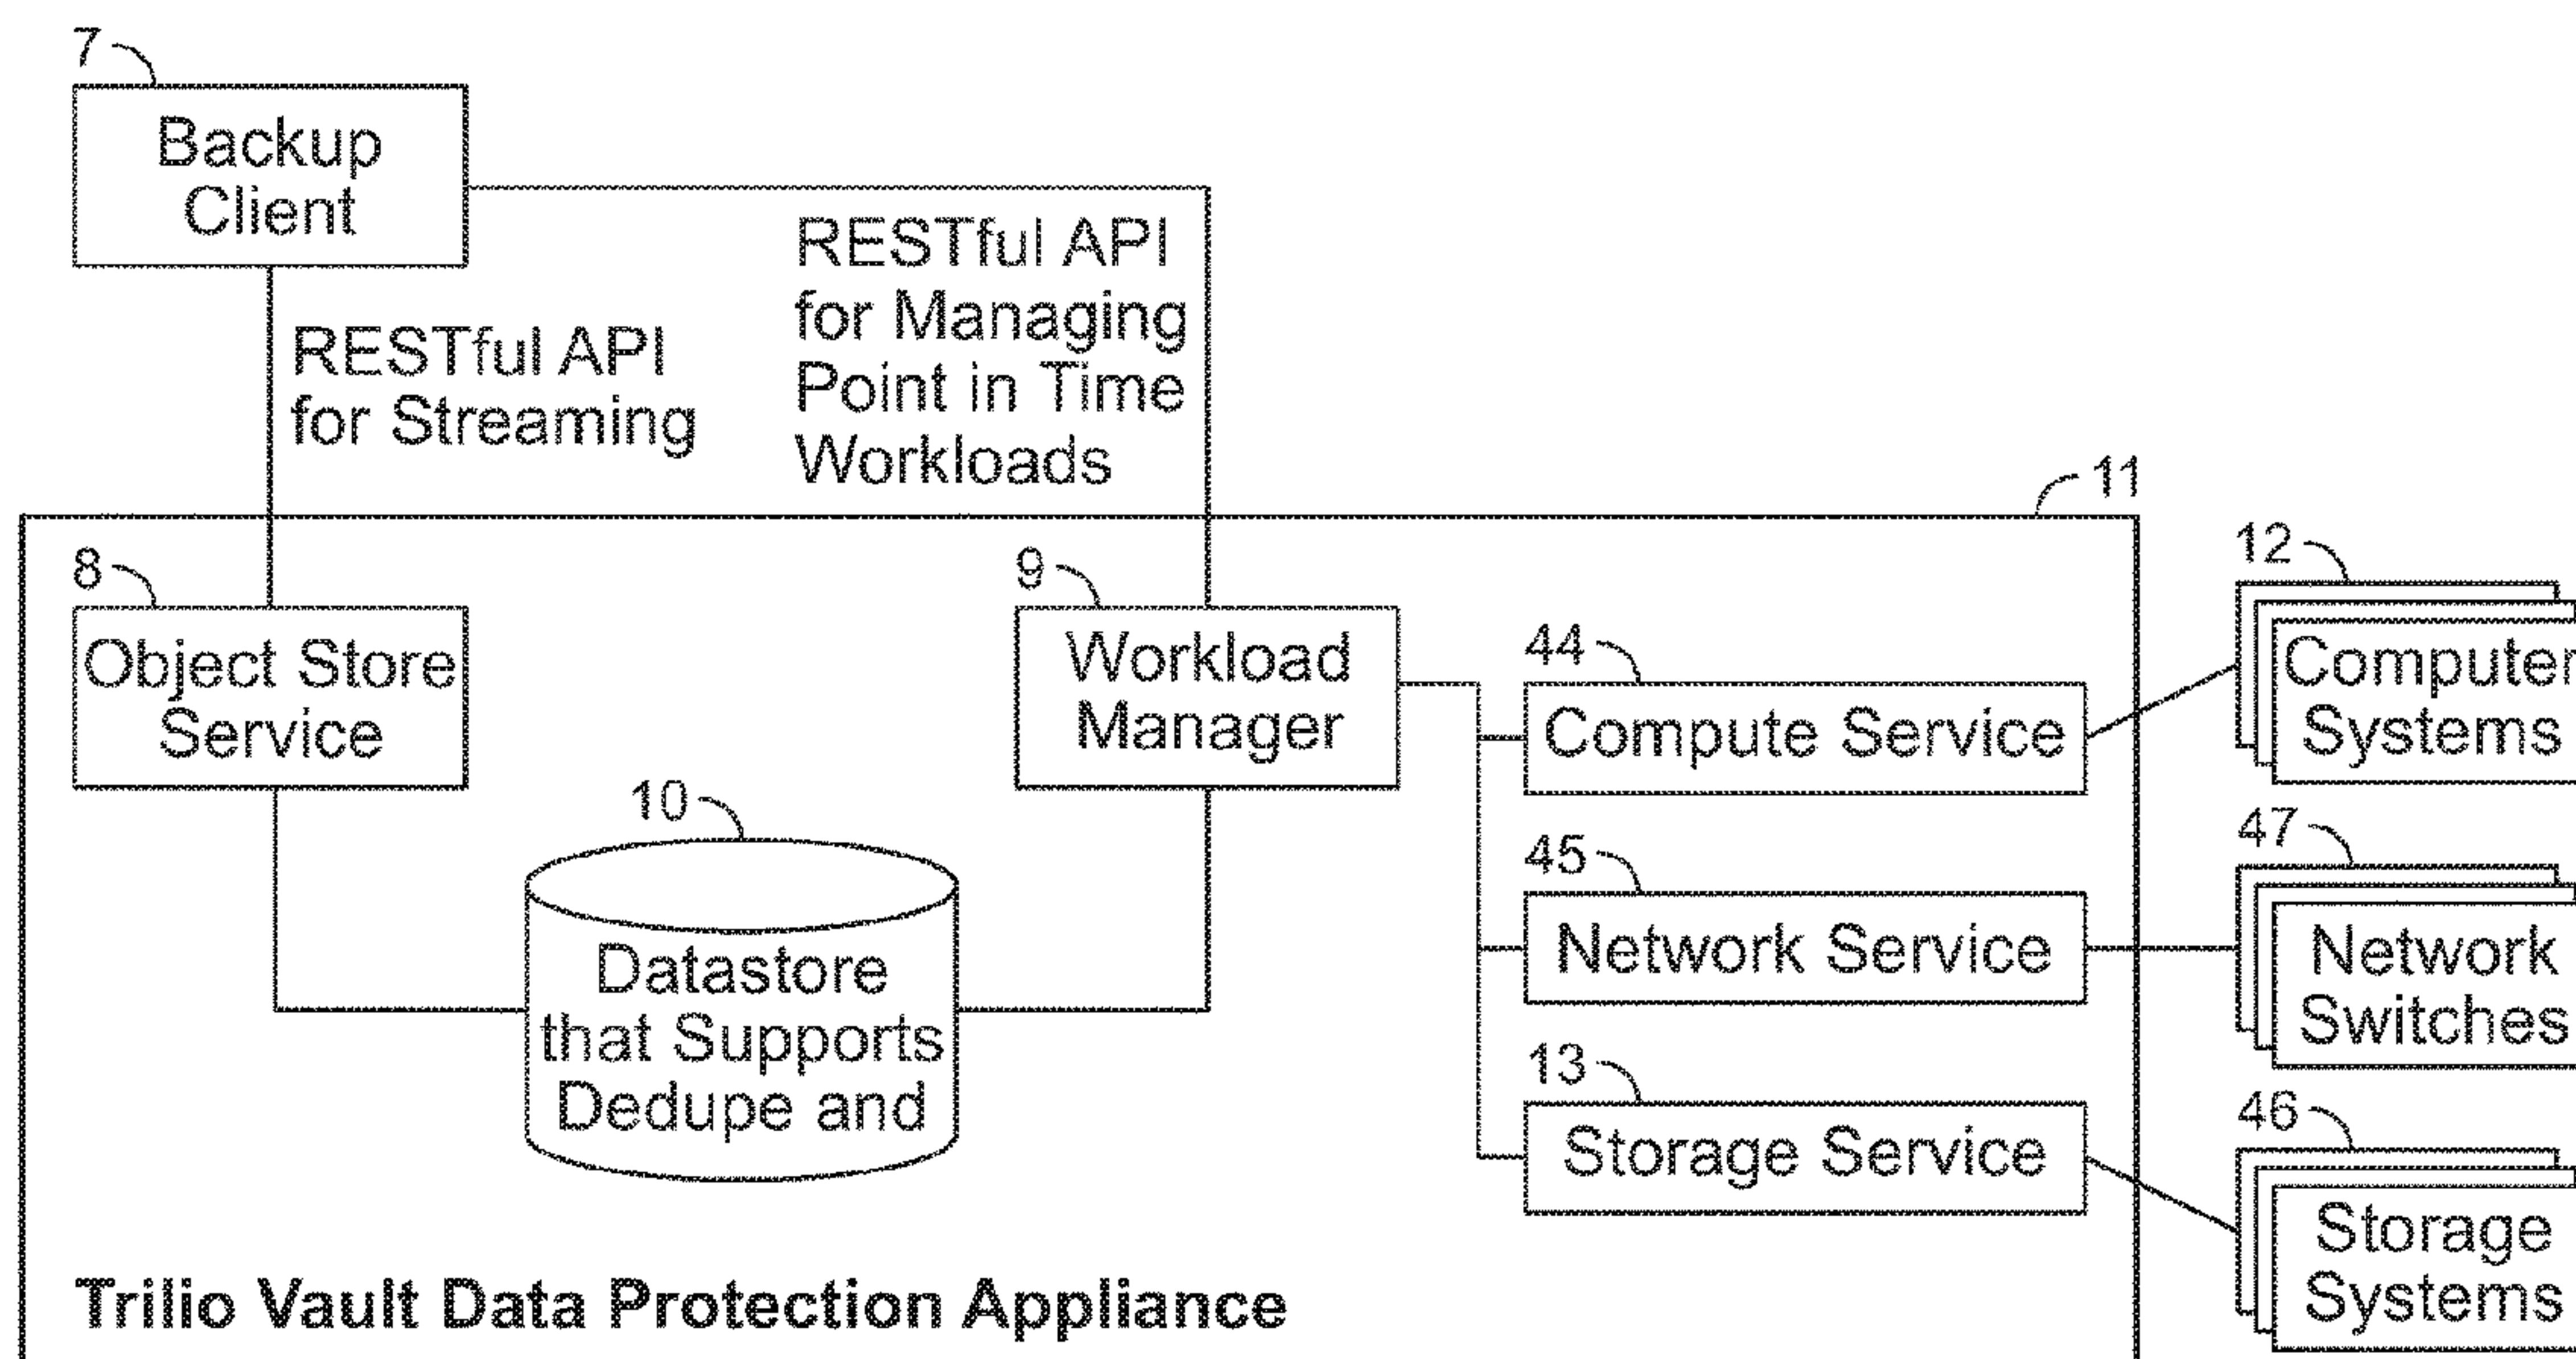 7
Backup
Client
RESTful API
for Streaming
RESTful API
for Managing
Point in Time
Workloads
11
8
Object Store
Service
9
Workload
Manager
10
Datastore
that Supports
Dedupe and
44
Compute Service
45
Network Service
13
Storage Service
12
Computer
Systems
47
Network
Switches
46
Storage
Systems
Trilio Vault Data Protection Appliance